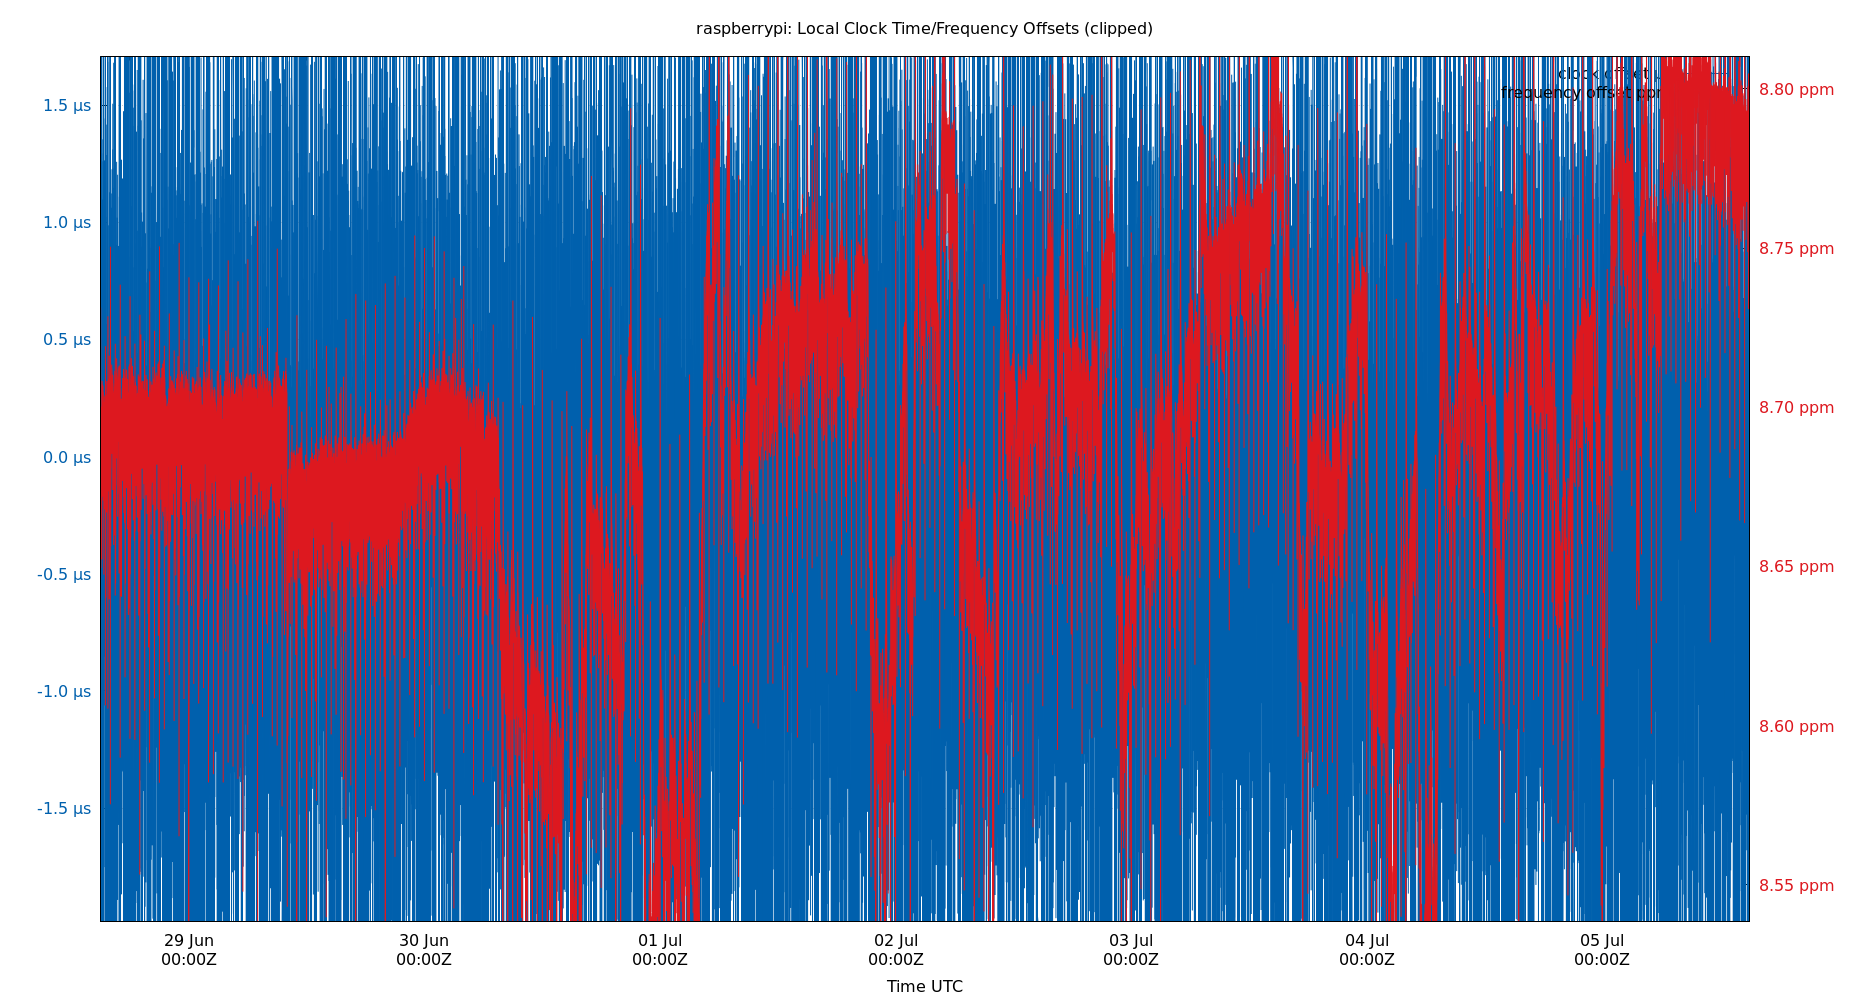 raspberrypi: Local Clock Time/Frequency Offsets (clipped)
clock offset
frequency offset
1.5 µs
1.0 µs
0.5 µs
0.0 µs
-0.5 µs
-1.0 µs
-1.5 µs
8.80 ppm
8.75 ppm
8.70 ppm
8.65 ppm
8.60 ppm
8.55 ppm
29 Jun
00:00Z
30 Jun
00:00Z
01 Jul
00:00Z
02 Jul
00:00Z
03 Jul
00:00Z
04 Jul
00:00Z
05 Jul
00:00Z
Time UTC